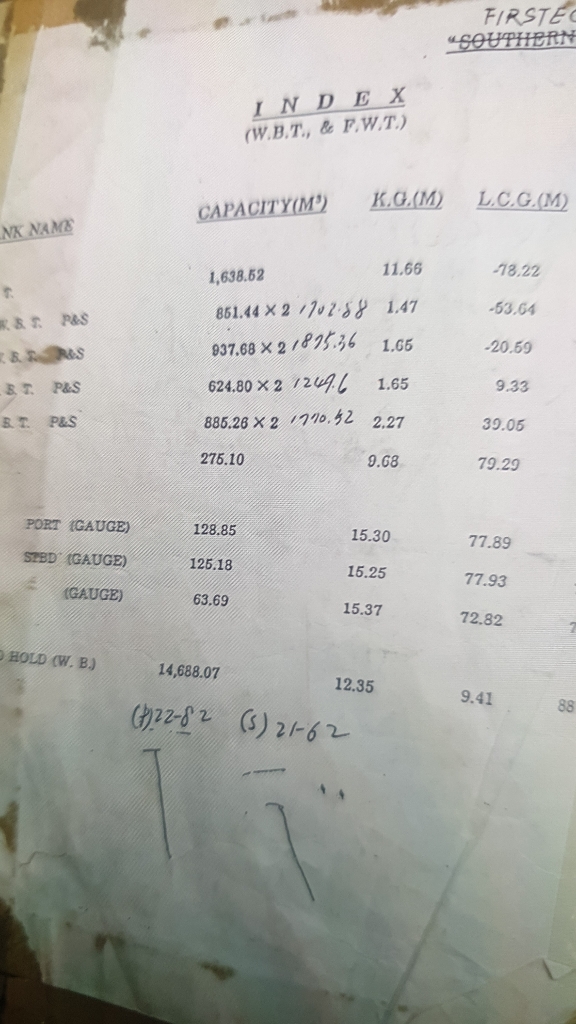 FIRSTEC
"SOUTHERN
I N D E X
(W.B.T., & F.W.T.)
NK NAME CAPACITY(M³) K.G.(M) L.C.G.(M)
T. 1,638.52 11.66 -78.22
W. B. T. P&S 851.44 × 2 1702.88 1.47 -53.64
. B. T. P&S 937.68 × 2 1875.36 1.65 -20.59
B. T. P&S 624.80 × 2 1249.6 1.65 9.33
B. T. P&S 885.26 × 2 1770.52 2.27 39.05
275.10 9.68 79.29
PORT (GAUGE) 128.85 15.30 77.89
STBD (GAUGE) 125.18 15.25 77.93
(GAUGE) 63.69 15.37 72.82 7
HOLD (W. B.) 14,688.07 12.35 9.41 88
(P) 22-82 (S) 21-62